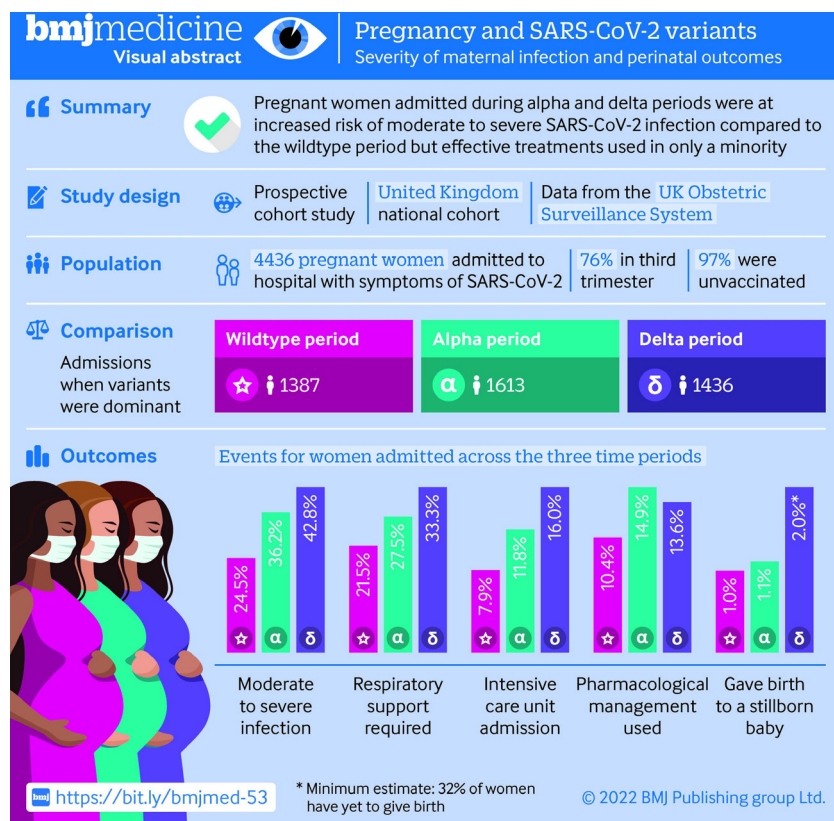 bmjmedicine
Visual abstract
Pregnancy and SARS-CoV-2 variants
Severity of maternal infection and perinatal outcomes
Summary
Pregnant women admitted during alpha and delta periods were at
increased risk of moderate to severe SARS-CoV-2 infection compared to
the wildtype period but effective treatments used in only a minority
Study design
Prospective
cohort study
United Kingdom
national cohort
Data from the UK Obstetric
Surveillance System
Population
4436 pregnant women admitted to
hospital with symptoms of SARS-CoV-2
76% in third
trimester
97% were
unvaccinated
Comparison
Admissions
when variants
were dominant
Wildtype period
1387
Alpha period
α 1613
Delta period
δ 1436
Outcomes
Events for women admitted across the three time periods
24.5%
36.2%
42.8%
α
δ
Moderate
to severe
infection
21.5%
27.5%
33.3%
α
δ
Respiratory
support
required
7.9%
11.8%
16.0%
α
δ
Intensive
care unit
admission
10.4%
14.9%
13.6%
α
δ
Pharmacological
management
used
1.0%
1.1%
2.0%*
α
δ
Gave birth
to a stillborn
baby
bmj https://bit.ly/bmjmed-53
* Minimum estimate: 32% of women
have yet to give birth
© 2022 BMJ Publishing group Ltd.